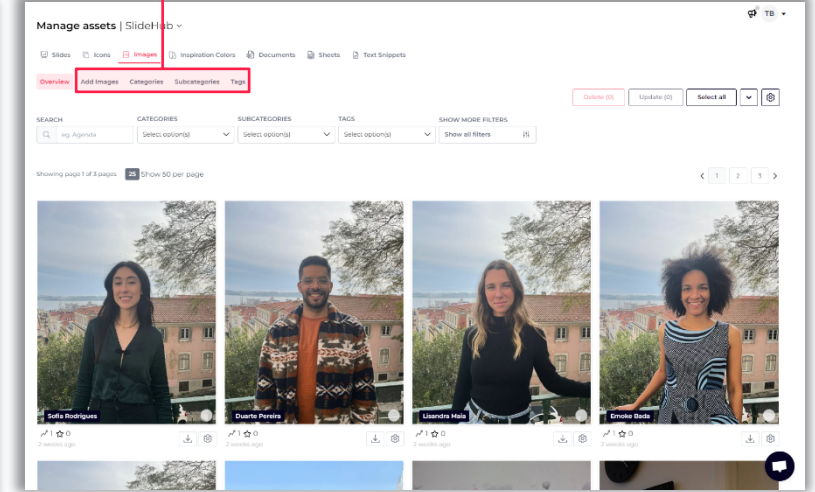 Manage assets | SlideHub
TB
Slides Icons Images Inspiration Colors Documents Sheets Text Snippets
Overview Add Images Categories Subcategories Tags
Delete (0) Update (0) Select all
SEARCH CATEGORIES SUBCATEGORIES TAGS SHOW MORE FILTERS
eg. Agenda Select option(s) Select option(s) Select option(s) Show all filters
Showing page 1 of 3 pages 25 Show 50 per page 1 2 3
Sofia Rodrigues Duarte Pereira Lisandra Maia Emoke Bada
1 0 1 0 1 0 1 0
2 weeks ago 2 weeks ago 2 weeks ago 2 weeks ago